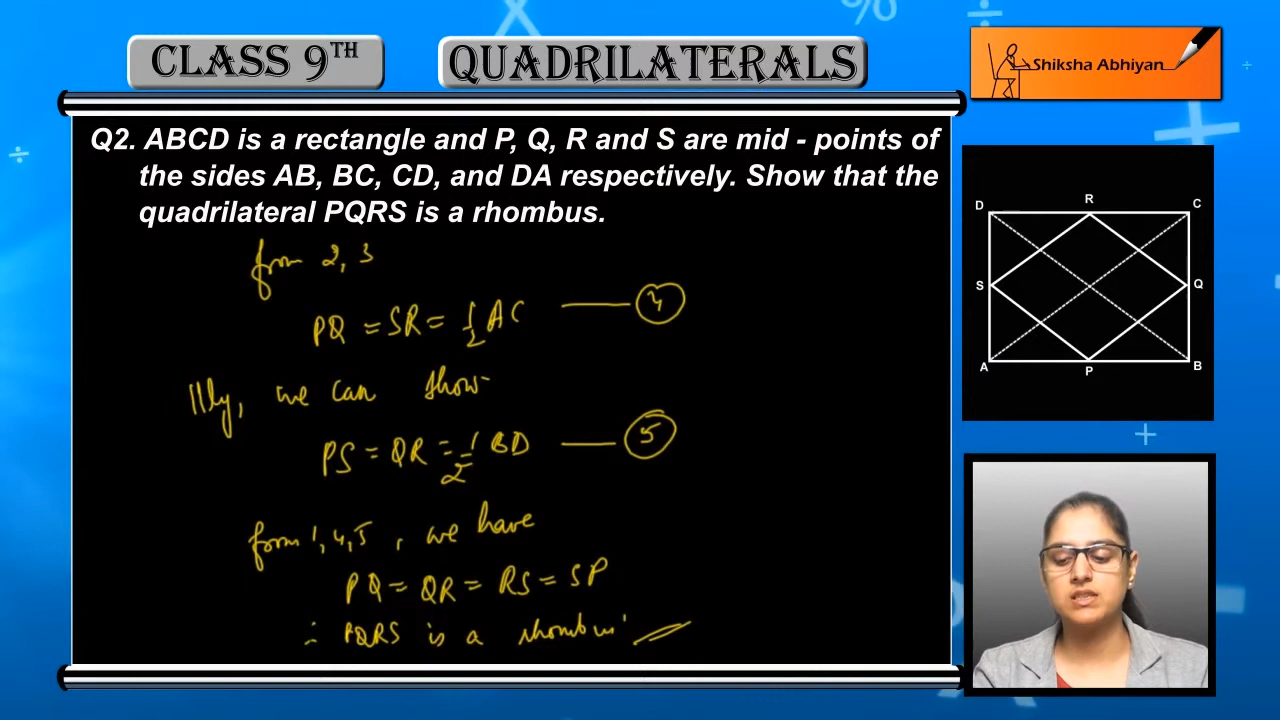 CLASS 9TH
QUADRILATERALS
Shiksha Abhiyan
Q2. ABCD is a rectangle and P, Q, R and S are mid - points of
the sides AB, BC, CD, and DA respectively. Show that the
quadrilateral PQRS is a rhombus.
from 2, 3
PQ = SR = 1/2 AC —— 4
|||ly, we can show
PS = QR = 1/2 BD —— 5
from 1, 4, 5, we have
PQ = QR = RS = SP
∴ PQRS is a rhombus
D R C
S Q
A P B